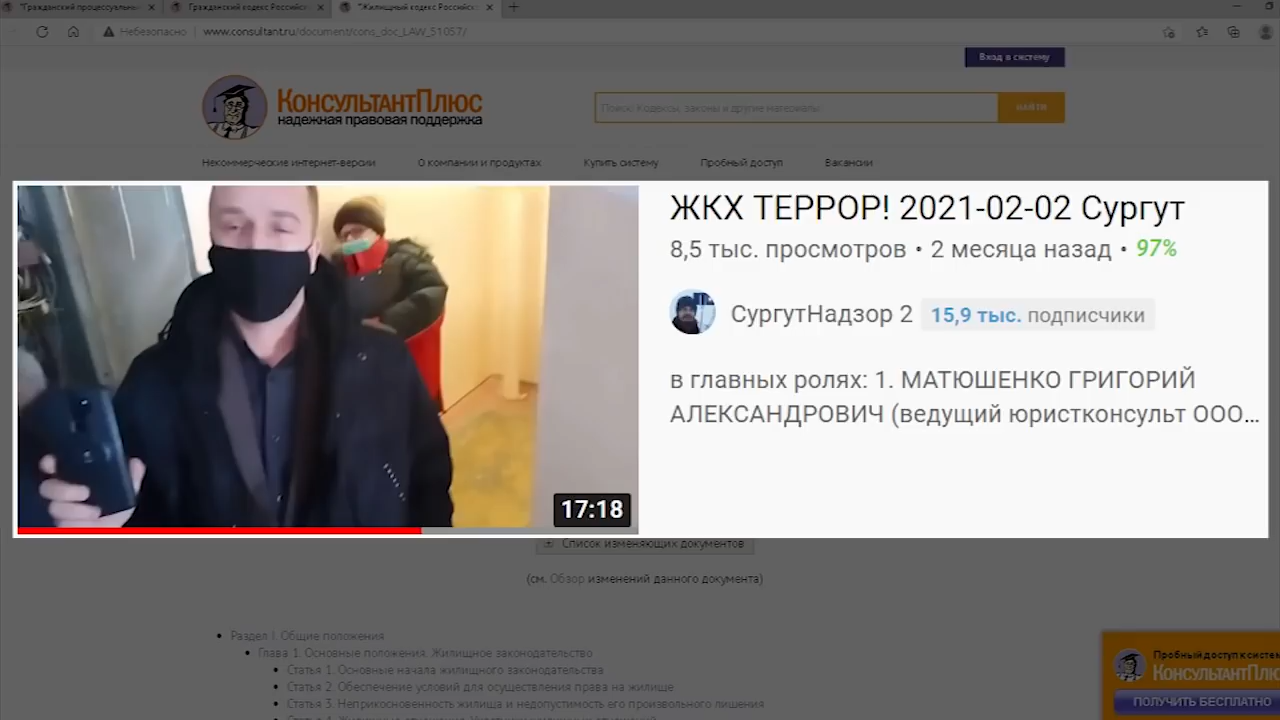 "Гражданский процессуальны
Гражданский кодекс Российск
"Жилищный кодекс Российско
Небезопасно
www.consultant.ru/document/cons_doc_LAW_51057/
Вход в систему
КонсультантПлюс
надежная правовая поддержка
Поиск: Кодексы, законы и другие материалы
НАЙТИ
Некоммерческие интернет-версии
О компании и продуктах
Купить систему
Пробный доступ
Вакансии
ЖКХ ТЕРРОР! 2021-02-02 Сургут
8,5 тыс. просмотров • 2 месяца назад • 97%
СургутНадзор 2
15,9 тыс. подписчики
в главных ролях: 1. МАТЮШЕНКО ГРИГОРИЙ
АЛЕКСАНДРОВИЧ (ведущий юристконсульт ООО...
17:18
Список изменяющих документов
(см. Обзор изменений данного документа)
Раздел I. Общие положения
Глава 1. Основные положения. Жилищное законодательство
Статья 1. Основные начала жилищного законодательства
Статья 2. Обеспечение условий для осуществления права на жилище
Статья 3. Неприкосновенность жилища и недопустимость его произвольного лишения
Пробный доступ к систем
КонсультантПлю
ПОЛУЧИТЬ БЕСПЛАТНО